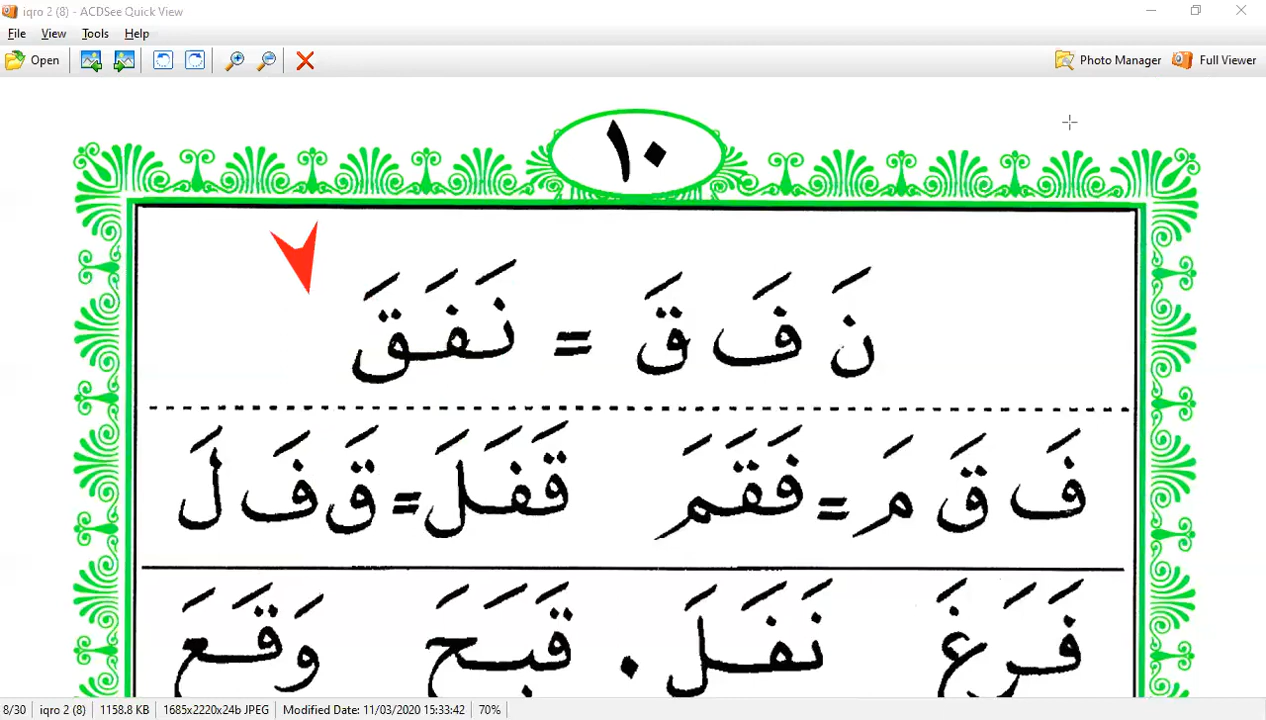 iqro 2 (8) - ACDSee Quick View
File View Tools Help
Open Photo Manager Full Viewer
١٠
نَ فَ قَ = نَفَقَ
فَ قَ مَ = فَقَمَ قَفَلَ = قَ فَ لَ
فَرَغَ نَفَلَ . قَبَحَ وَقَعَ
8/30 iqro 2 (8) 1158.8 KB 1685x2220x24b JPEG Modified Date: 11/03/2020 15:33:42 70%